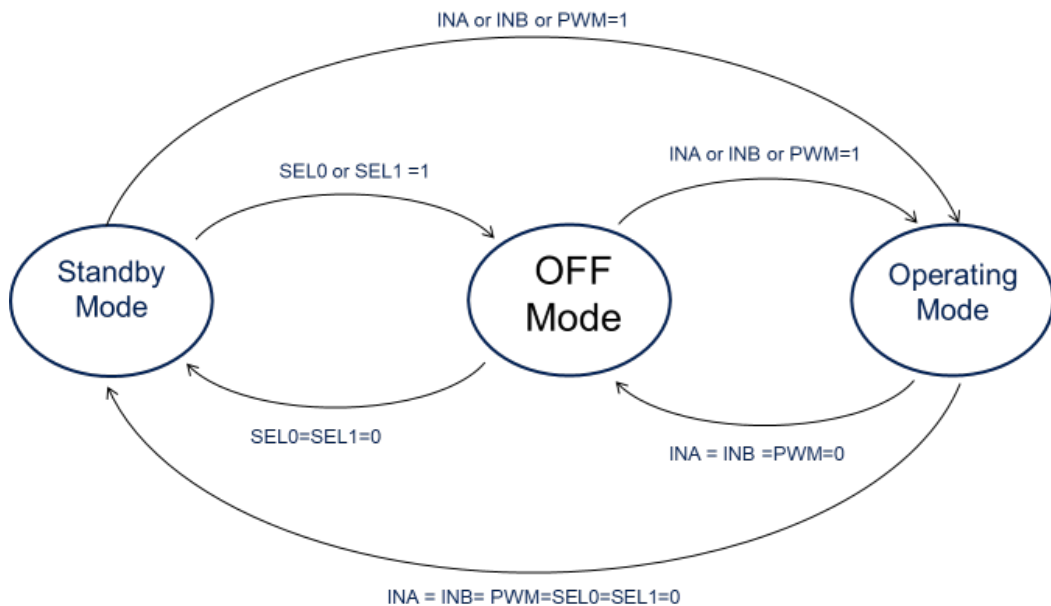 INA or INB or PWM=1
SEL0 or SEL1 =1
INA or INB or PWM=1
Standby
Mode
OFF
Mode
Operating
Mode
SEL0=SEL1=0
INA = INB =PWM=0
INA = INB= PWM=SEL0=SEL1=0